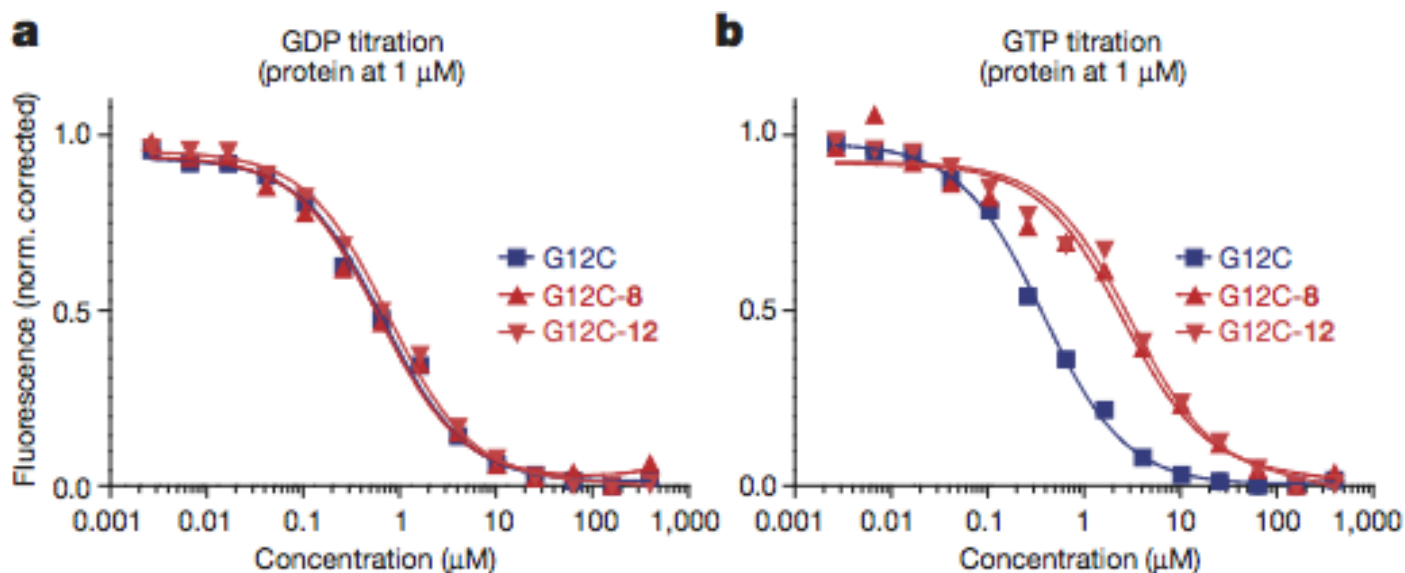 a
GDP titration
(protein at 1 μM)
Fluorescence (norm. corrected)
1.0
0.5
0.0
G12C
G12C-8
G12C-12
0.001
0.01
0.1
1
10
100
1,000
Concentration (μM)
b
GTP titration
(protein at 1 μM)
1.0
0.5
0.0
G12C
G12C-8
G12C-12
0.001
0.01
0.1
1
10
100
1,000
Concentration (μM)